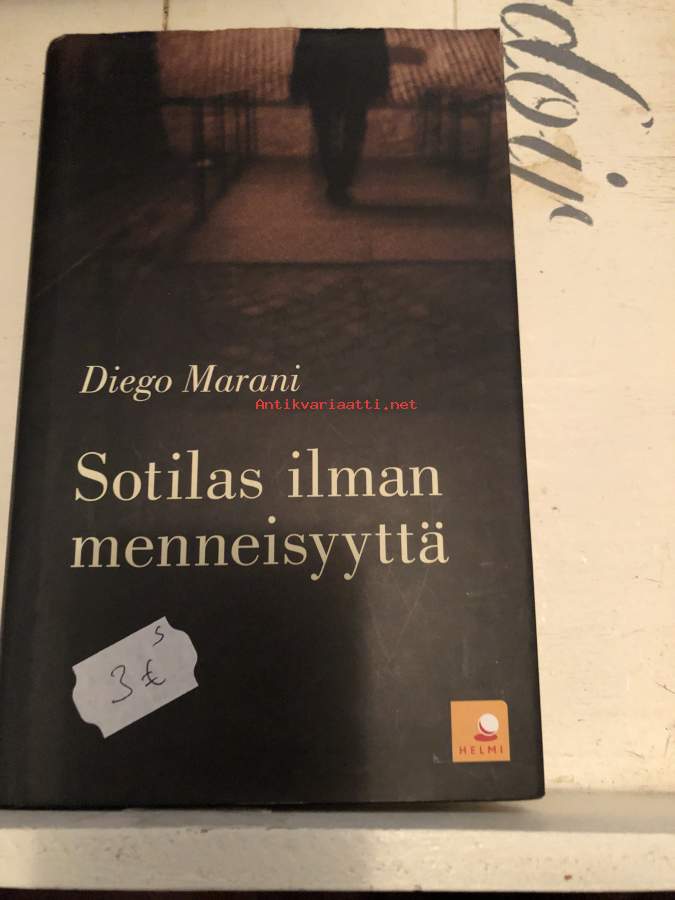 Diego Marani
Antikvariaatti.net
Sotilas ilman
menneisyyttä
s
3 €
HELMI